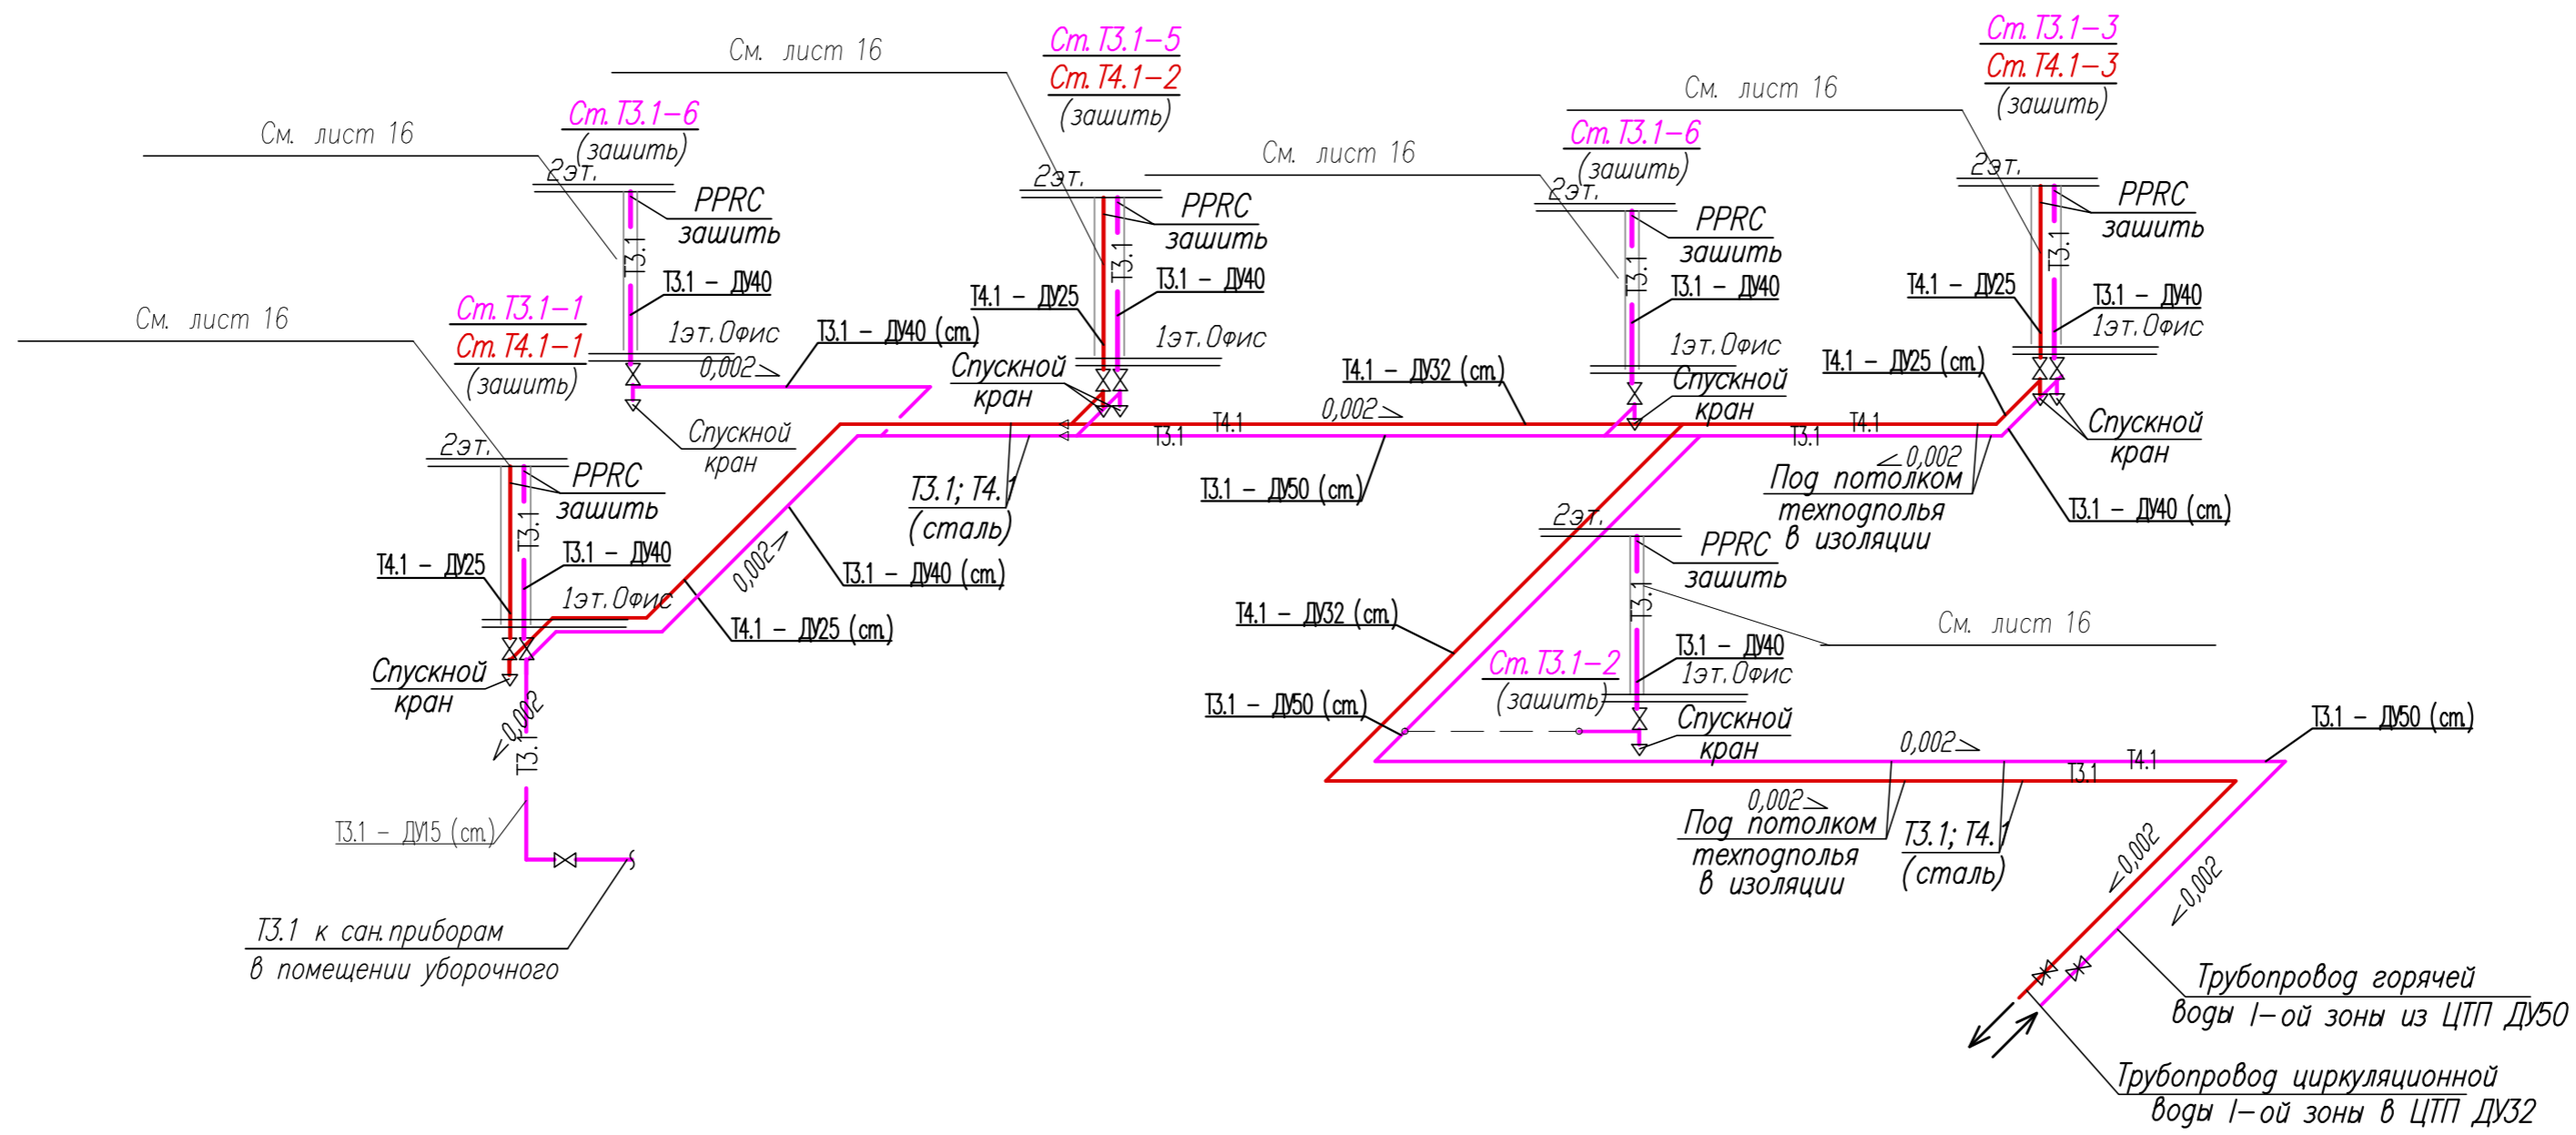 Ст.Т3.1-5
Ст.Т4.1-2
(зашить)
Ст.Т3.1-3
Ст.Т4.1-3
(зашить)
См. лист 16
См. лист 16
Ст.Т3.1-6
(зашить)
См. лист 16
Ст.Т3.1-6
(зашить)
См. лист 16
2эт.
PPRC
зашить
Т3.1
Т3.1 - ДУ40
1эт.Офис
0,002
Т3.1 - ДУ40 (ст.)
Спускной
кран
2эт.
PPRC
зашить
Т3.1
Т4.1 - ДУ25
Т3.1 - ДУ40
1эт.Офис
Спускной
кран
2эт.
PPRC
зашить
Т3.1
Т3.1 - ДУ40
1эт.Офис
Спускной
кран
2эт.
PPRC
зашить
Т3.1
Т4.1 - ДУ25
Т3.1 - ДУ40
1эт.Офис
Спускной
кран
См. лист 16
Ст.Т3.1-1
Ст.Т4.1-1
(зашить)
2эт.
PPRC
зашить
Т3.1
Т4.1 - ДУ25
Т3.1 - ДУ40
1эт.Офис
Спускной
кран
0,002
Т3.1
Т3.1 - ДУ15 (ст.)
Т3.1 к сан.приборам
в помещении уборочного
Т4.1 - ДУ32 (ст.)
0,002
Т4.1
Т3.1
Т4.1 - ДУ25 (ст.)
Т4.1
Т3.1
0,002
Под потолком
техподполья
в изоляции
Т3.1 - ДУ40 (ст.)
Т3.1; Т4.1
(сталь)
Т3.1 - ДУ50 (ст.)
0,002
Т3.1 - ДУ40 (ст.)
Т4.1 - ДУ25 (ст.)
2эт.
PPRC
зашить
Т3.1
См. лист 16
Т4.1 - ДУ32 (ст.)
Ст.Т3.1-2
(зашить)
Т3.1 - ДУ40
1эт.Офис
Спускной
кран
Т3.1 - ДУ50 (ст.)
Т3.1 - ДУ50 (ст.)
0,002
Т4.1
Т3.1
0,002
Под потолком
техподполья
в изоляции
Т3.1; Т4.1
(сталь)
0,002
0,002
Трубопровод горячей
воды I-ой зоны из ЦТП ДУ50
Трубопровод циркуляционной
воды I-ой зоны в ЦТП ДУ32